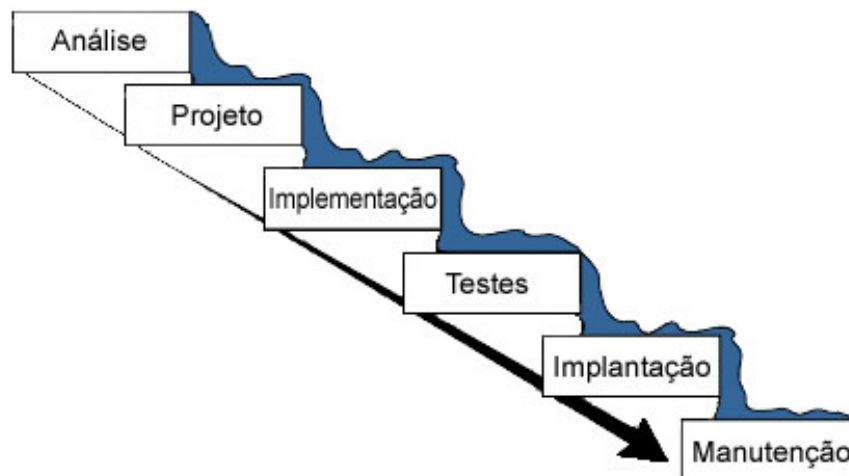 Análise
Projeto
Implementação
Testes
Implantação
Manutenção